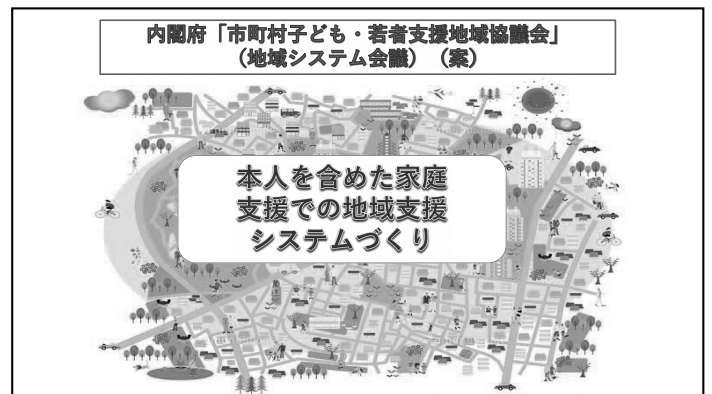 内閣府「市町村子ども・若者支援地域協議会」
（地域システム会議）（案）
本人を含めた家庭
支援での地域支援
システムづくり